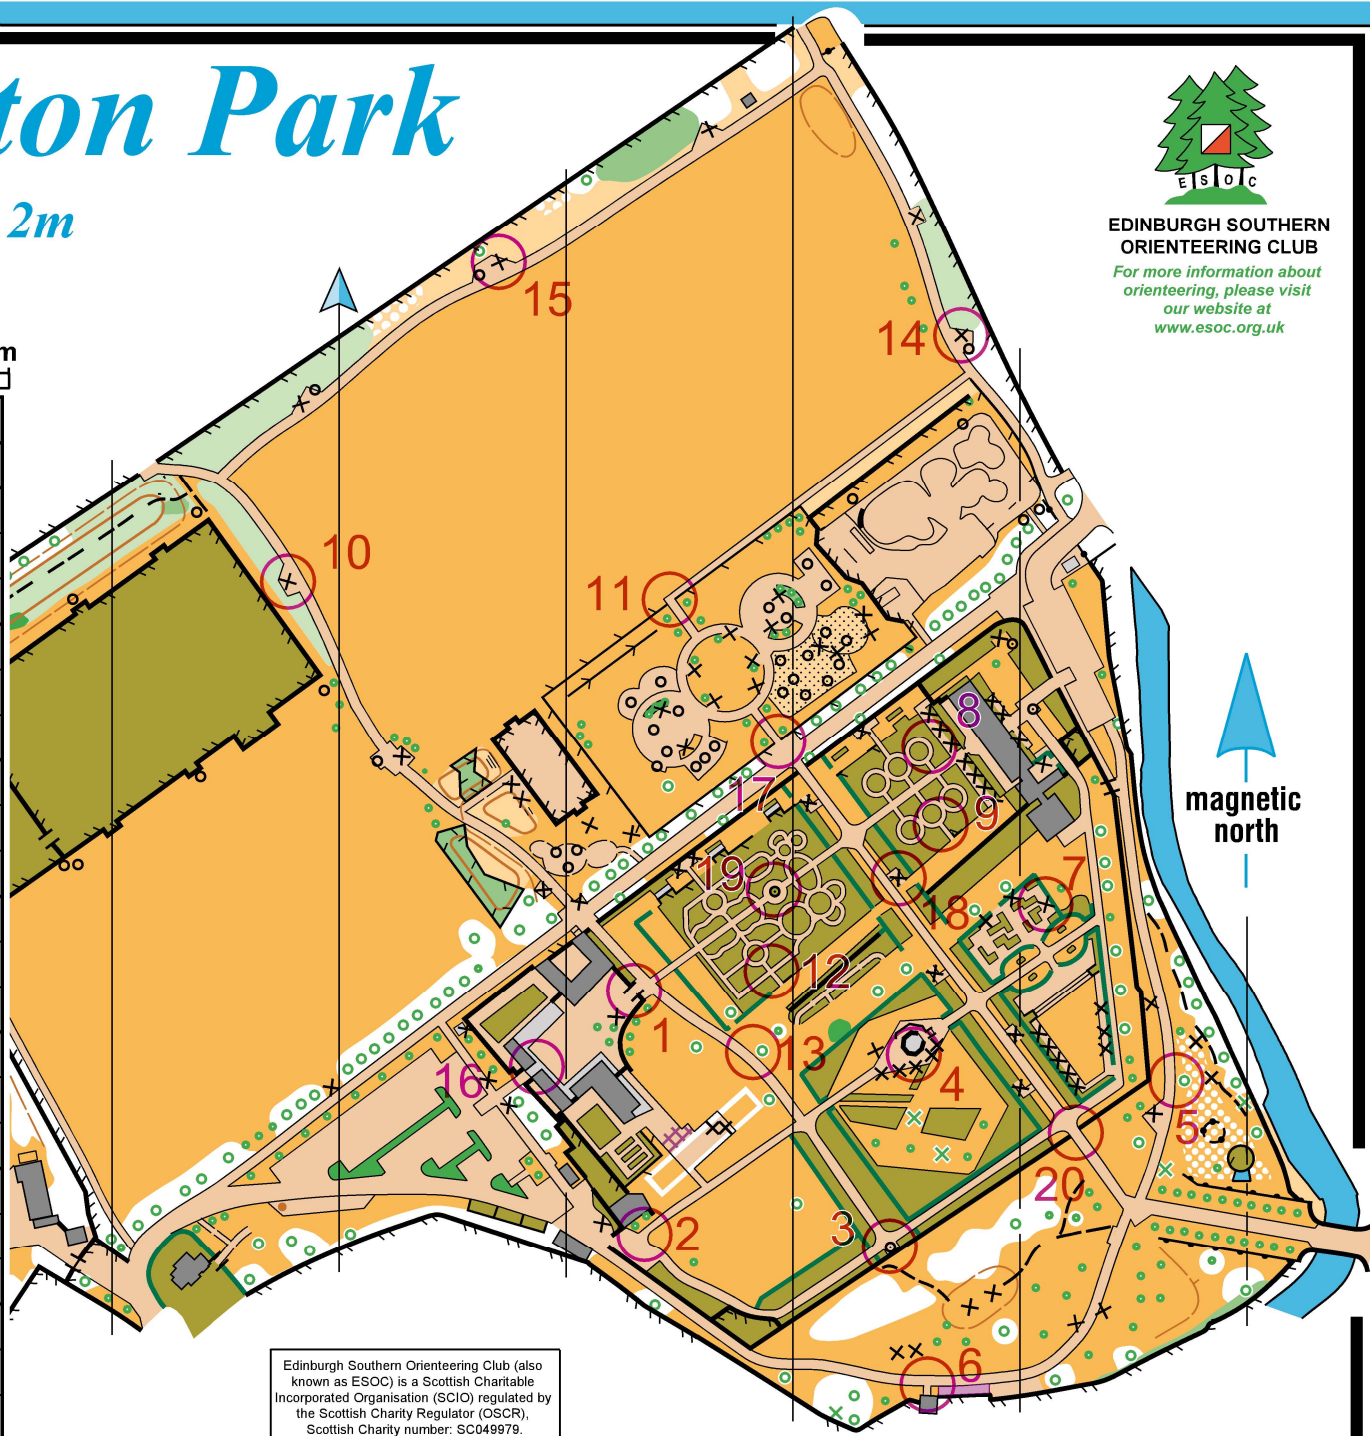 ton Park
2m
m
E S O C
EDINBURGH SOUTHERN
ORIENTEERING CLUB
For more information about
orienteering, please visit
our website at
www.esoc.org.uk
15
14
10
11
8
17
9
19
7
18
12
1
13
16
4
5
20
2
3
6
magnetic
north
Edinburgh Southern Orienteering Club (also
known as ESOC) is a Scottish Charitable
Incorporated Organisation (SCIO) regulated by
the Scottish Charity Regulator (OSCR),
Scottish Charity number: SC049979.